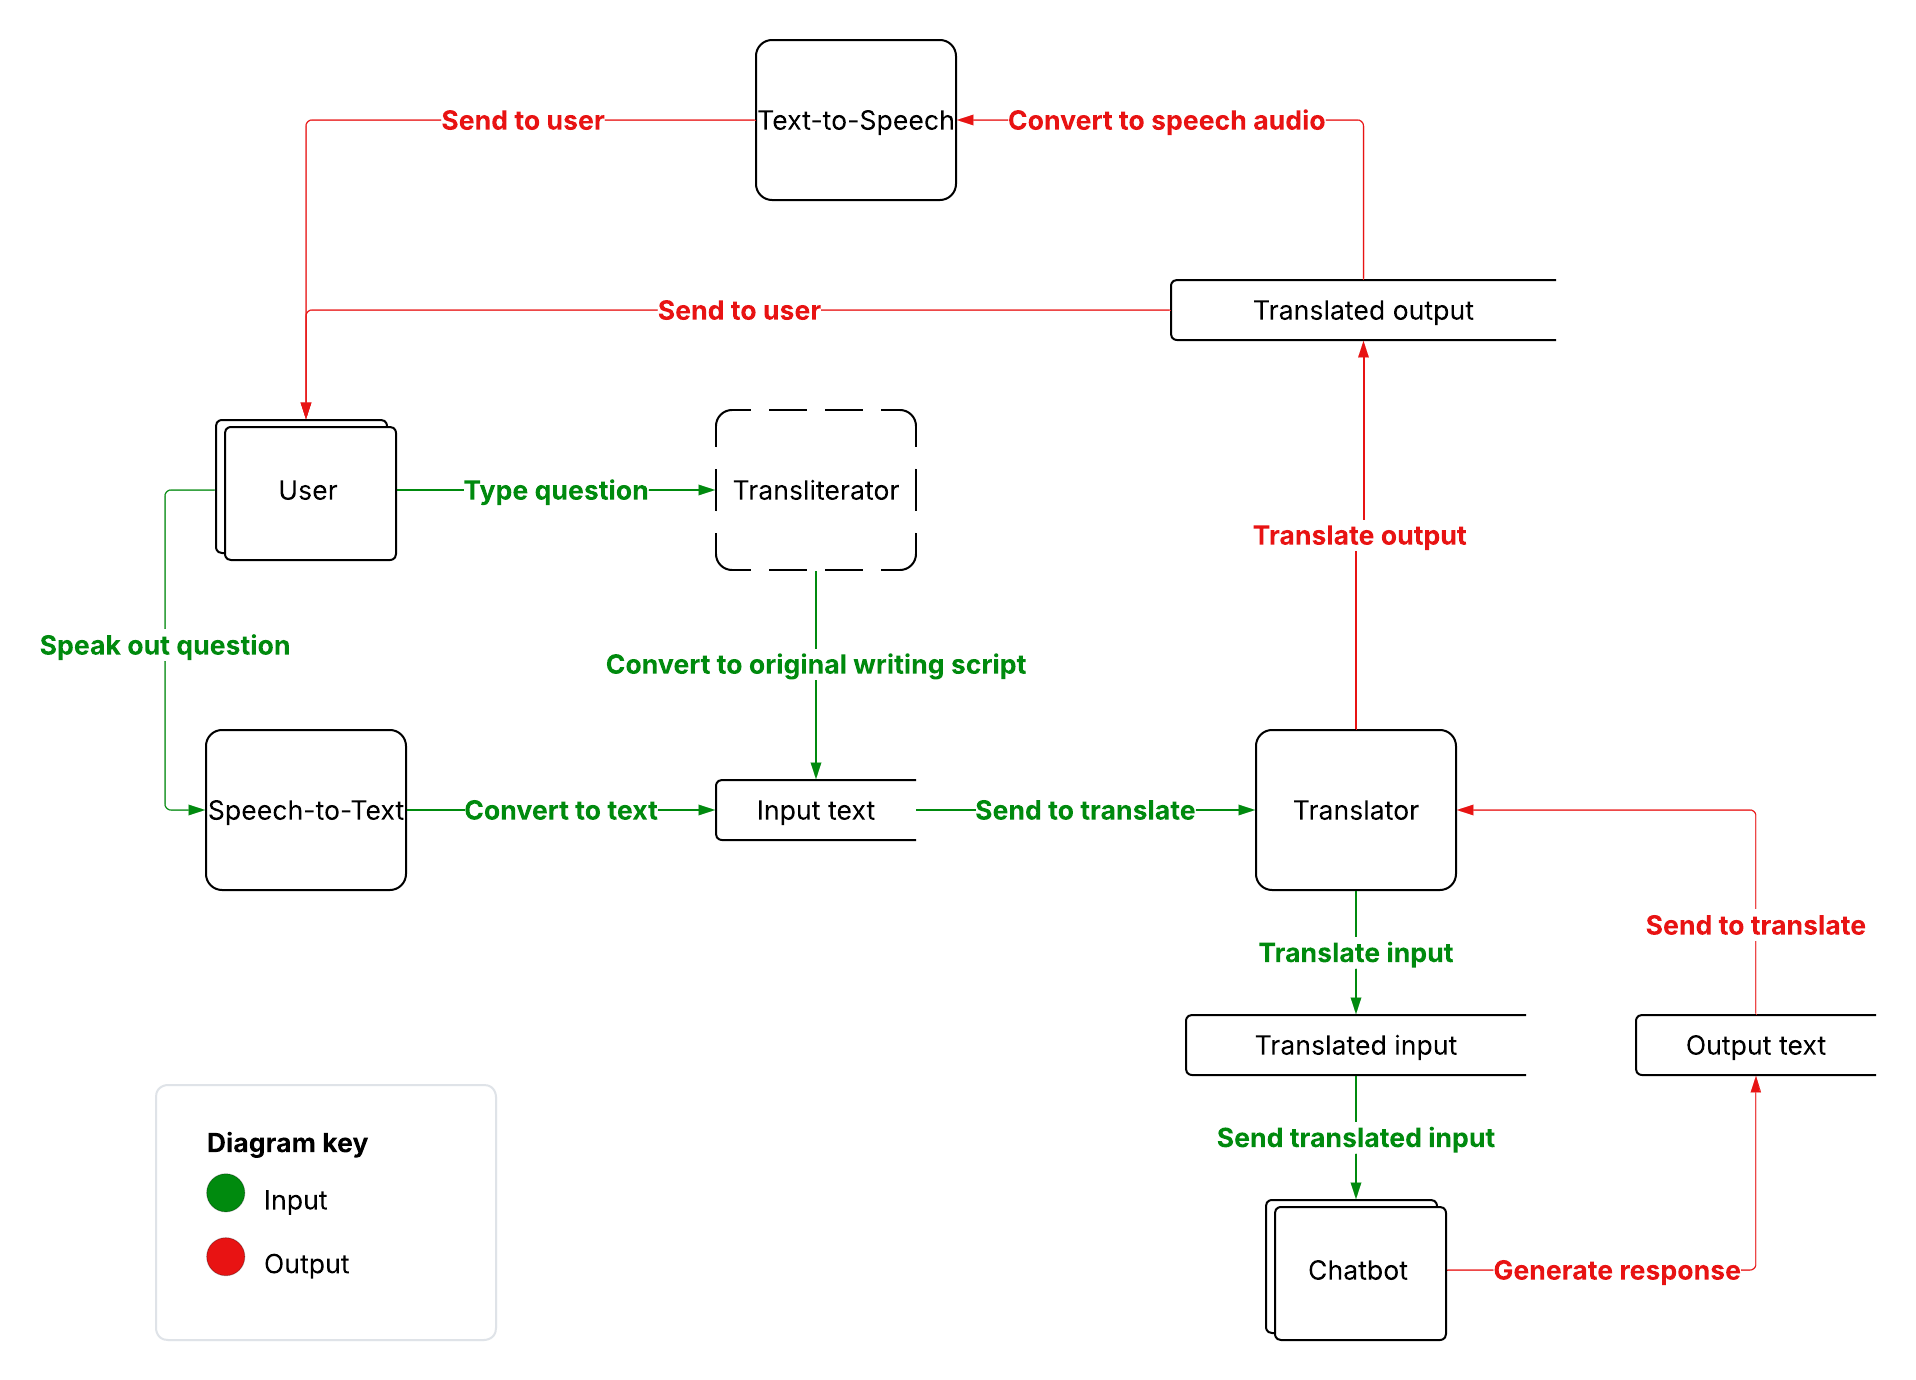 Send to user
Text-to-Speech
Convert to speech audio
Send to user
Translated output
User
Type question
Transliterator
Translate output
Speak out question
Convert to original writing script
Speech-to-Text
Convert to text
Input text
Send to translate
Translator
Send to translate
Translate input
Translated input
Output text
Send translated input
Chatbot
Generate response
Diagram key
Input
Output